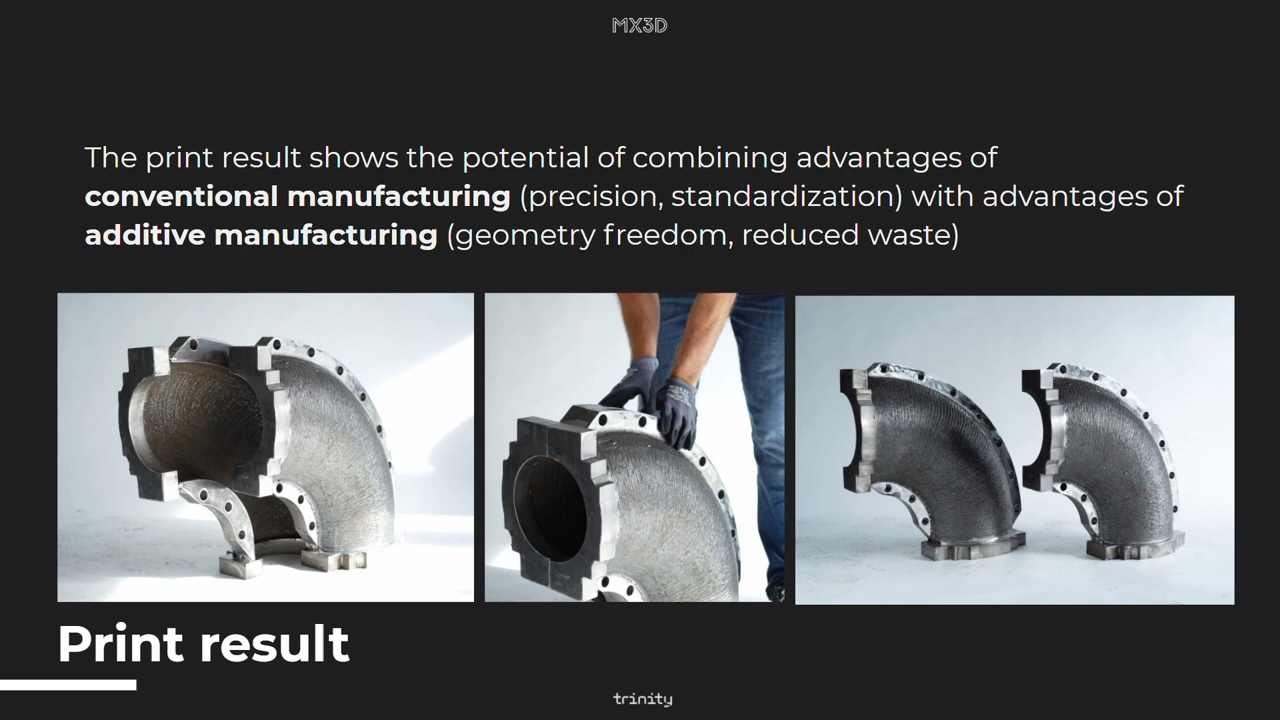 MX3D
The print result shows the potential of combining advantages of
conventional manufacturing (precision, standardization) with advantages of
additive manufacturing (geometry freedom, reduced waste)
Print result
trinity